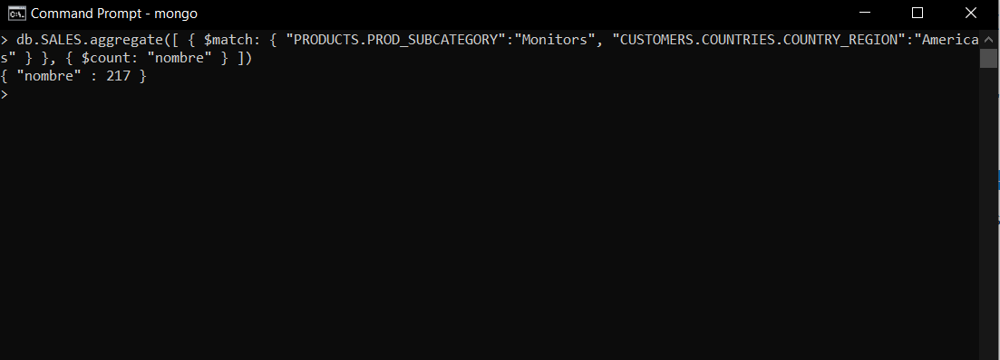 Command Prompt - mongo
> db.SALES.aggregate([ { $match: { "PRODUCTS.PROD_SUBCATEGORY":"Monitors", "CUSTOMERS.COUNTRIES.COUNTRY_REGION":"America
s" } }, { $count: "nombre" } ])
{ "nombre" : 217 }
>